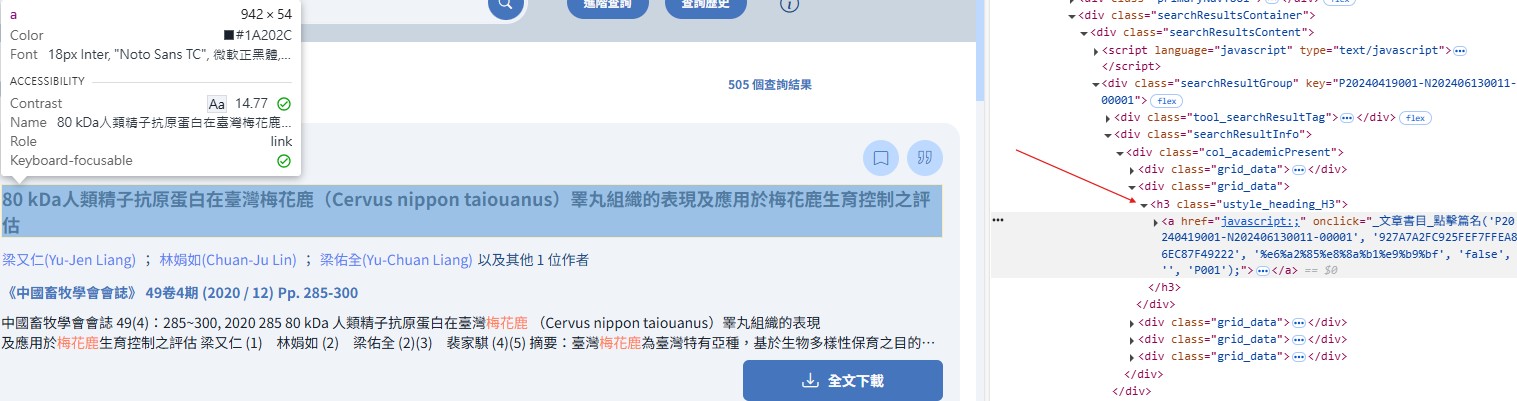 a 942 × 54
Color #1A202C
Font 18px Inter, "Noto Sans TC", 微軟正黑體,...
ACCESSIBILITY
Contrast Aa 14.77
Name 80 kDa人類精子抗原蛋白在臺灣梅花鹿...
Role link
Keyboard-focusable
進階查詢 查詢歷史
505 個查詢結果
80 kDa人類精子抗原蛋白在臺灣梅花鹿（Cervus nippon taiouanus）睪丸組織的表現及應用於梅花鹿生育控制之評
估
梁又仁(Yu-Jen Liang) ； 林娟如(Chuan-Ju Lin) ； 梁佑全(Yu-Chuan Liang) 以及其他 1 位作者
《中國畜牧學會會誌》 49卷4期 (2020 / 12) Pp. 285-300
中國畜牧學會會誌 49(4)：285~300, 2020 285 80 kDa 人類精子抗原蛋白在臺灣梅花鹿 （Cervus nippon taiouanus）睪丸組織的表現
及應用於梅花鹿生育控制之評估 梁又仁 (1) 林娟如 (2) 梁佑全 (2)(3) 裴家騏 (4)(5) 摘要：臺灣梅花鹿為臺灣特有亞種，基於生物多樣性保育之目的…
全文下載
<div class="searchResultsContainer">
<div class="searchResultsContent">
<script language="javascript" type="text/javascript">
</script>
<div class="searchResultGroup" key="P20240419001-N202406130011-
00001"> flex
<div class="tool_searchResultTag"></div> flex
<div class="searchResultInfo">
<div class="col_academicPresent">
<div class="grid_data"></div>
<div class="grid_data">
<h3 class="ustyle_heading_H3">
<a href="javascript:;" onclick="_文章書目_點擊篇名('P20
240419001-N202406130011-00001', '927A7A2FC925FEF7FFEA8
6EC87F49222', '%e6%a2%85%e8%8a%b1%e9%b9%bf', 'false',
'', 'P001');"></a> == $0
</h3>
</div>
<div class="grid_data"></div>
<div class="grid_data"></div>
<div class="grid_data"></div>
</div>
</div>